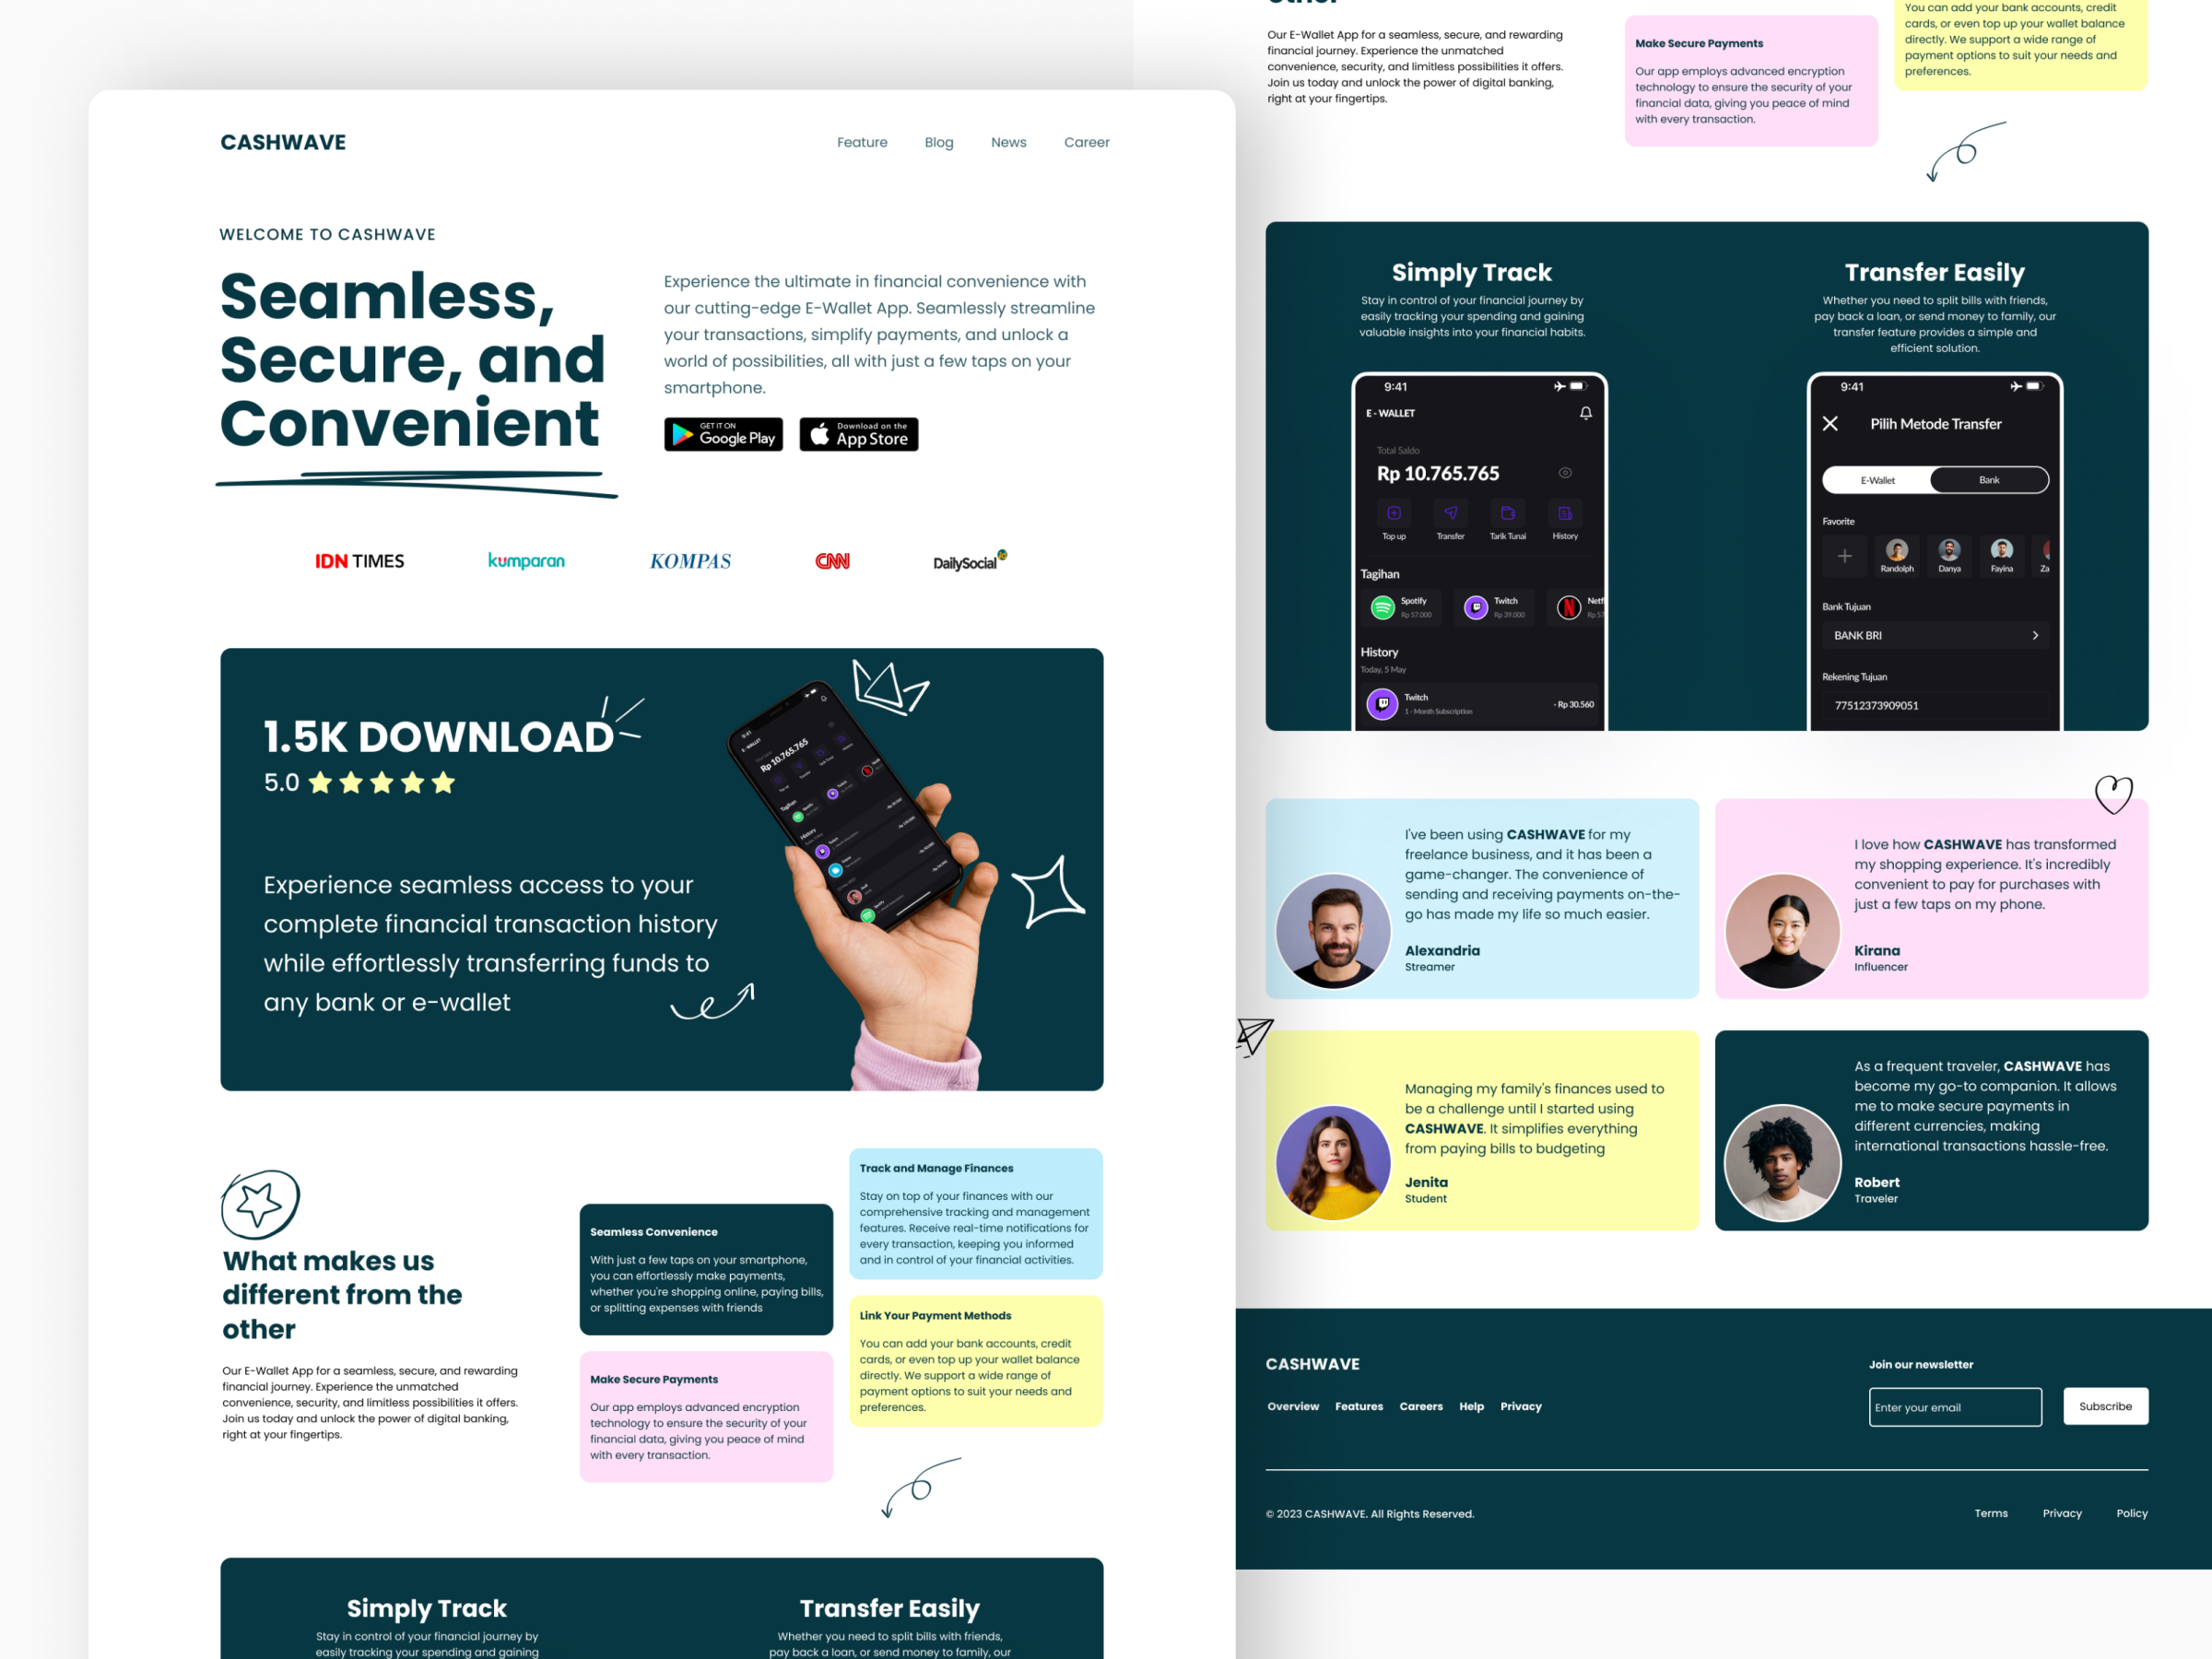 CASHWAVE
Feature Blog News Career
WELCOME TO CASHWAVE
Seamless,
Secure, and
Convenient
Experience the ultimate in financial convenience with
our cutting-edge E-Wallet App. Seamlessly streamline
your transactions, simplify payments, and unlock a
world of possibilities, all with just a few taps on your
smartphone.
GET IT ON
Google Play
Download on the
App Store
IDN TIMES
kumparan
KOMPAS
CNN
DailySocial
1.5K DOWNLOAD
5.0
Experience seamless access to your
complete financial transaction history
while effortlessly transferring funds to
any bank or e-wallet
9:41
E-WALLET
Rp 10.765.765
Tagihan
History
What makes us
different from the
other
Our E-Wallet App for a seamless, secure, and rewarding
financial journey. Experience the unmatched
convenience, security, and limitless possibilities it offers.
Join us today and unlock the power of digital banking,
right at your fingertips.
Seamless Convenience
With just a few taps on your smartphone,
you can effortlessly make payments,
whether you're shopping online, paying bills,
or splitting expenses with friends
Make Secure Payments
Our app employs advanced encryption
technology to ensure the security of your
financial data, giving you peace of mind
with every transaction.
Track and Manage Finances
Stay on top of your finances with our
comprehensive tracking and management
features. Receive real-time notifications for
every transaction, keeping you informed
and in control of your financial activities.
Link Your Payment Methods
You can add your bank accounts, credit
cards, or even top up your wallet balance
directly. We support a wide range of
payment options to suit your needs and
preferences.
Simply Track
Stay in control of your financial journey by
easily tracking your spending and gaining
Transfer Easily
Whether you need to split bills with friends,
pay back a loan, or send money to family, our
other
Our E-Wallet App for a seamless, secure, and rewarding
financial journey. Experience the unmatched
convenience, security, and limitless possibilities it offers.
Join us today and unlock the power of digital banking,
right at your fingertips.
Make Secure Payments
Our app employs advanced encryption
technology to ensure the security of your
financial data, giving you peace of mind
with every transaction.
You can add your bank accounts, credit
cards, or even top up your wallet balance
directly. We support a wide range of
payment options to suit your needs and
preferences.
Simply Track
Stay in control of your financial journey by
easily tracking your spending and gaining
valuable insights into your financial habits.
9:41
E - WALLET
Total Saldo
Rp 10.765.765
Top up Transfer Tarik Tunai History
Tagihan
Spotify
Rp 57.000
Twitch
Rp 39.000
Netfl
Rp 57
History
Today, 5 May
Twitch
1 - Month Subscription
- Rp 30.560
Transfer Easily
Whether you need to split bills with friends,
pay back a loan, or send money to family, our
transfer feature provides a simple and
efficient solution.
9:41
Pilih Metode Transfer
E-Wallet Bank
Favorite
Randolph Danya Fayina Za
Bank Tujuan
BANK BRI
Rekening Tujuan
77512373909051
I've been using CASHWAVE for my
freelance business, and it has been a
game-changer. The convenience of
sending and receiving payments on-the-
go has made my life so much easier.
Alexandria
Streamer
I love how CASHWAVE has transformed
my shopping experience. It's incredibly
convenient to pay for purchases with
just a few taps on my phone.
Kirana
Influencer
Managing my family's finances used to
be a challenge until I started using
CASHWAVE. It simplifies everything
from paying bills to budgeting
Jenita
Student
As a frequent traveler, CASHWAVE has
become my go-to companion. It allows
me to make secure payments in
different currencies, making
international transactions hassle-free.
Robert
Traveler
CASHWAVE
Overview Features Careers Help Privacy
Join our newsletter
Enter your email
Subscribe
© 2023 CASHWAVE. All Rights Reserved.
Terms Privacy Policy